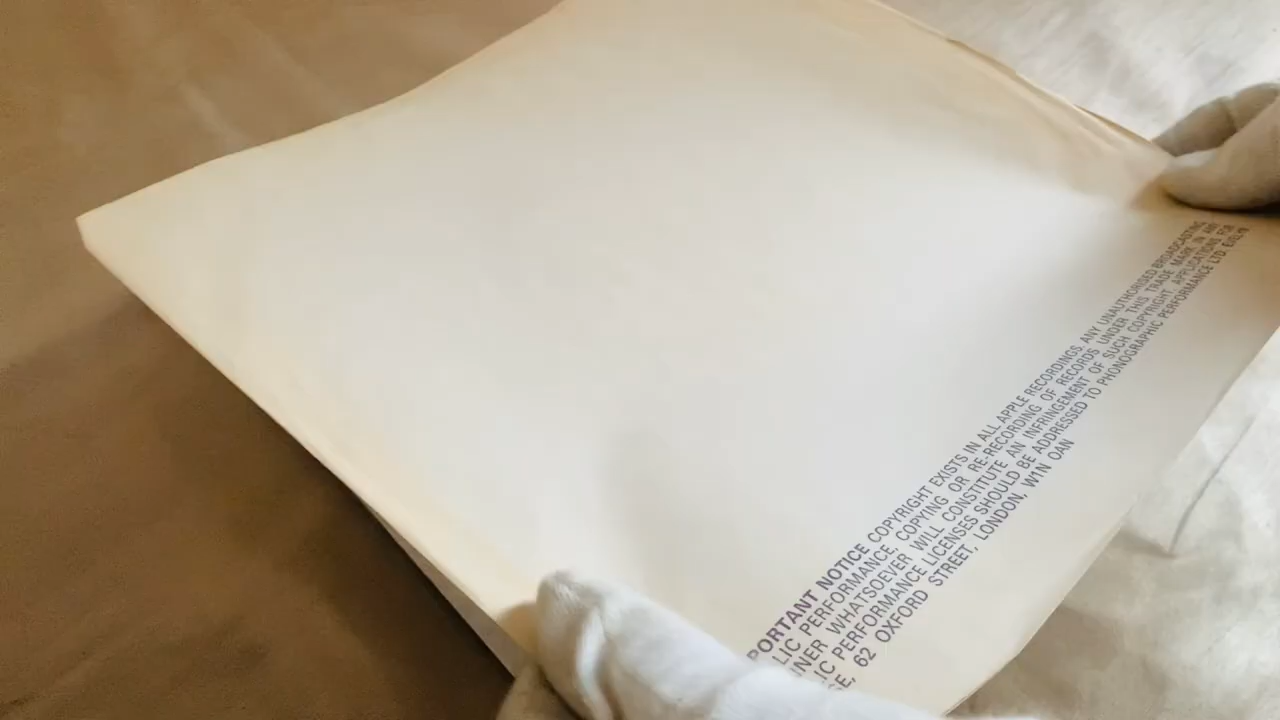 PORTANT NOTICE COPYRIGHT EXISTS IN ALL APPLE RECORDINGS. ANY UNAUTHORISED BROADCASTING
LIC PERFORMANCE, COPYING OR RE-RECORDING OF RECORDS UNDER THIS TRADE MARK IN ANY
NNER WHATSOEVER WILL CONSTITUTE AN INFRINGEMENT OF SUCH COPYRIGHT. APPLICATIONS FOR
IC PERFORMANCE LICENSES SHOULD BE ADDRESSED TO PHONOGRAPHIC PERFORMANCE LTD
SE, 62 OXFORD STREET, LONDON, W1N OAN